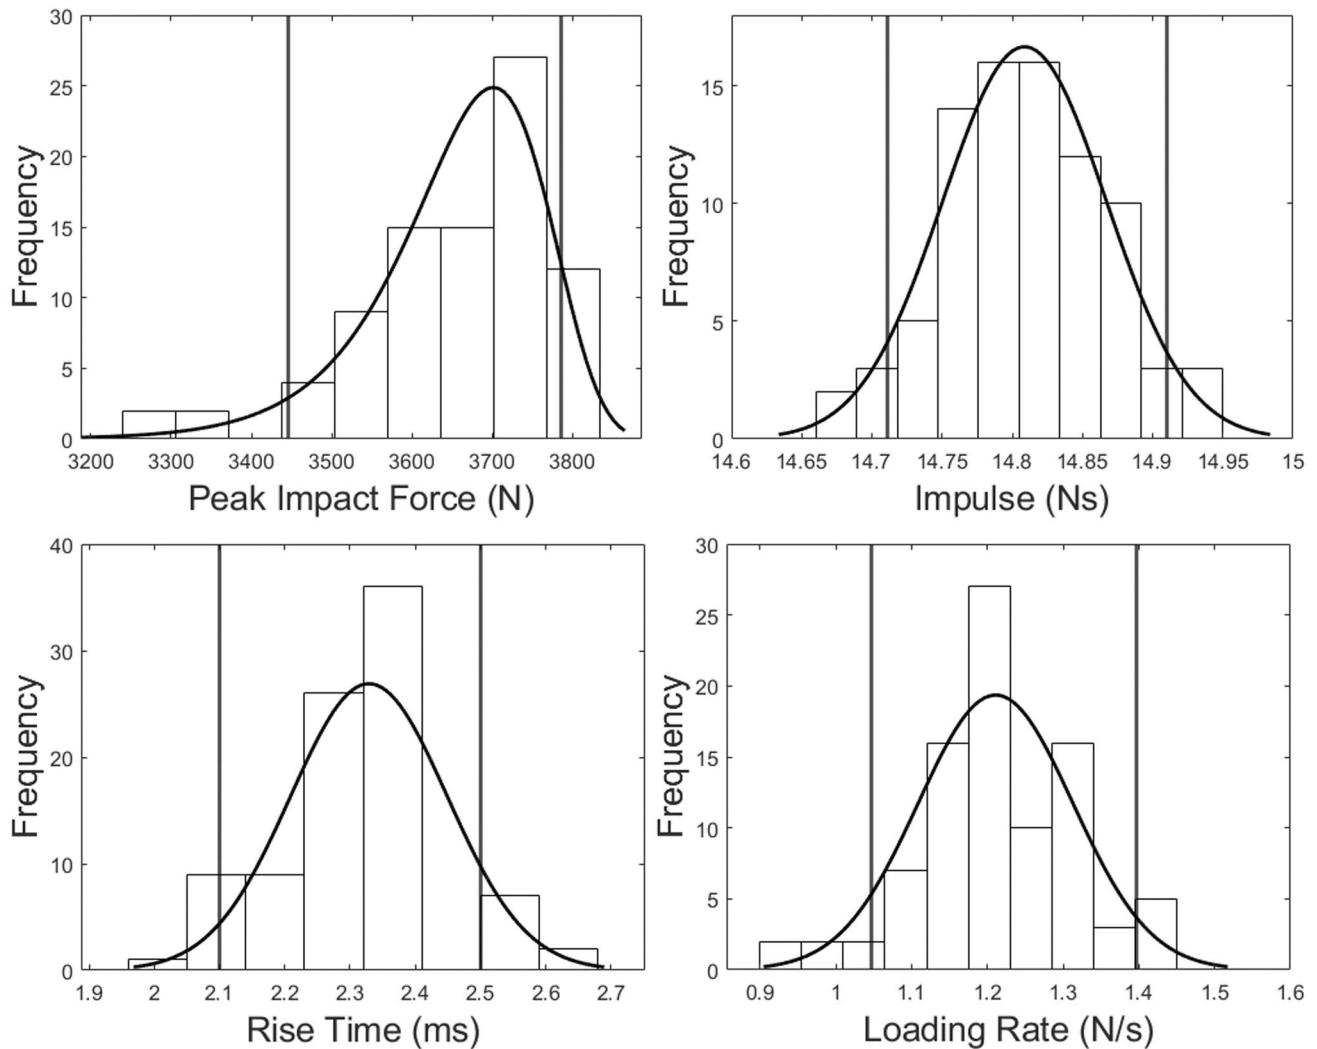 30
25
20
15
10
5
0
Frequency
3200 3300 3400 3500 3600 3700 3800
Peak Impact Force (N)
15
10
5
0
Frequency
14.6 14.65 14.7 14.75 14.8 14.85 14.9 14.95 15
Impulse (Ns)
40
30
20
10
0
Frequency
1.9 2 2.1 2.2 2.3 2.4 2.5 2.6 2.7
Rise Time (ms)
30
25
20
15
10
5
0
Frequency
0.9 1 1.1 1.2 1.3 1.4 1.5 1.6
Loading Rate (N/s)